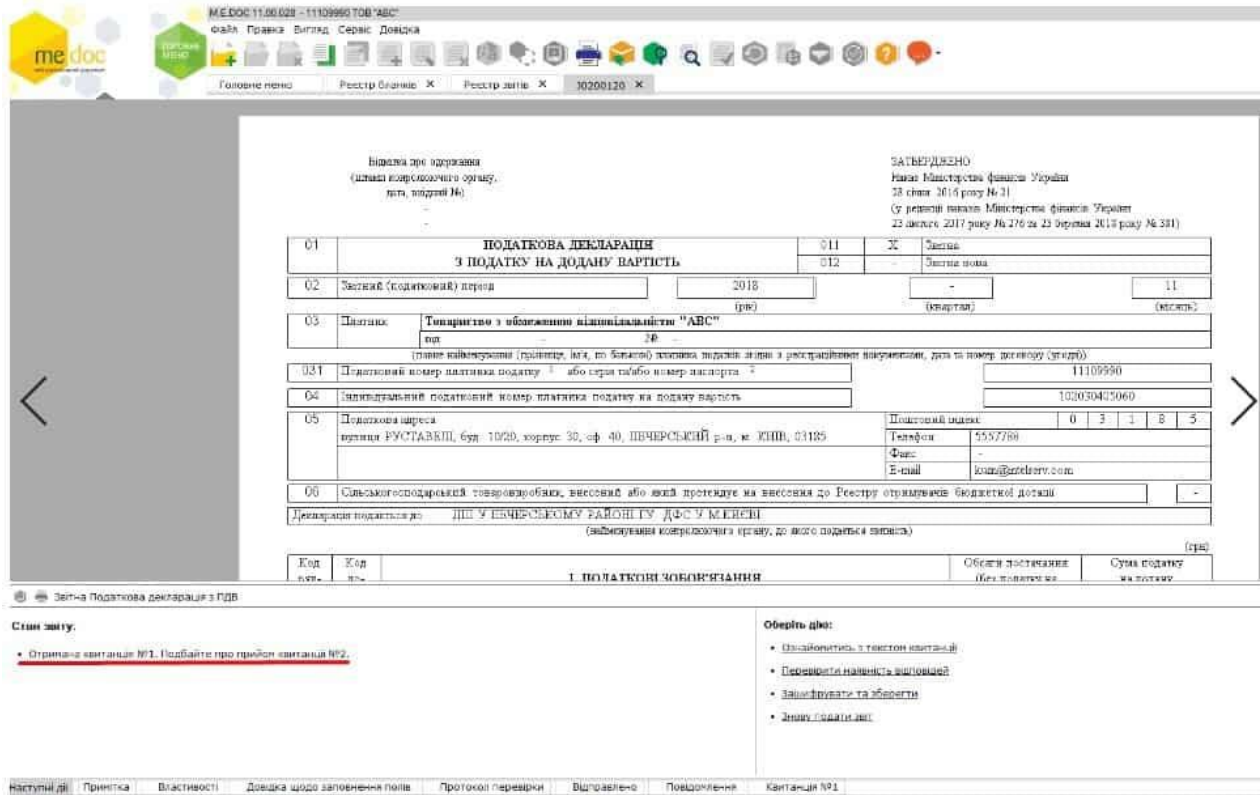 M.E.DOC 11.00.028 - 11109990 ТОВ "АВС"
Файл Правка Вигляд Сервіс Довідка
me doc
Головне меню Реєстр бланків Реєстр звітів J0200120
Відмітка про одержання
(штамп контролюючого органу,
дата, вхідний №)
ЗАТВЕРДЖЕНО
Наказ Міністерства фінансів України
28 січня 2016 року № 21
(у редакції наказів Міністерства фінансів України
23 лютого 2017 року № 276 та 23 березня 2018 року № 381)
01 ПОДАТКОВА ДЕКЛАРАЦІЯ 011 X Звітна
З ПОДАТКУ НА ДОДАНУ ВАРТІСТЬ 012 - Звітна нова
02 Звітний (податковий) період 2018 - 11
(рік) (квартал) (місяць)
03 Платник Товариство з обмеженою відповідальністю "АВС"
(повне найменування (прізвище, ім'я, по батькові) платника податків згідно з реєстраційними документами, дата та номер договору (угоди))
031 Податковий номер платника податку 1 або серія та/або номер паспорта 2 11109990
04 Індивідуальний податковий номер платника податку на додану вартість 102030405060
05 Податкова адреса Поштовий індекс 0 3 1 8 5
вулиця РУСТАВЕЛІ, буд. 10/20, корпус 30, оф. 40, ПЕЧЕРСЬКИЙ р-н, м. КИЇВ, 03185 Телефон 5557788
Факс -
E-mail
06 Сільськогосподарський товаровиробник, внесений або який претендує на внесення до Реєстру отримувачів бюджетної дотації -
Декларація подається до ДПІ У ПЕЧЕРСЬКОМУ РАЙОНІ ГУ ДФС У М.КИЄВІ
(найменування контролюючого органу, до якого подається звітність)
(грн)
Код Код Обсяги постачання Сума податку
І. ПОДАТКОВІ ЗОБОВ'ЯЗАННЯ (без податку на на додану
Звітна Податкова декларація з ПДВ
Стан звіту:
• Отримана квитанція №1. Подбайте про прийом квитанції №2.
Оберіть дію:
• Ознайомитись з текстом квитанції
• Перевірити наявність відповідей
• Зашифрувати та зберегти
• Знову подати звіт
Наступні дії Примітка Властивості Довідка щодо заповнення полів Протокол перевірки Відправлено Повідомлення Квитанція №1